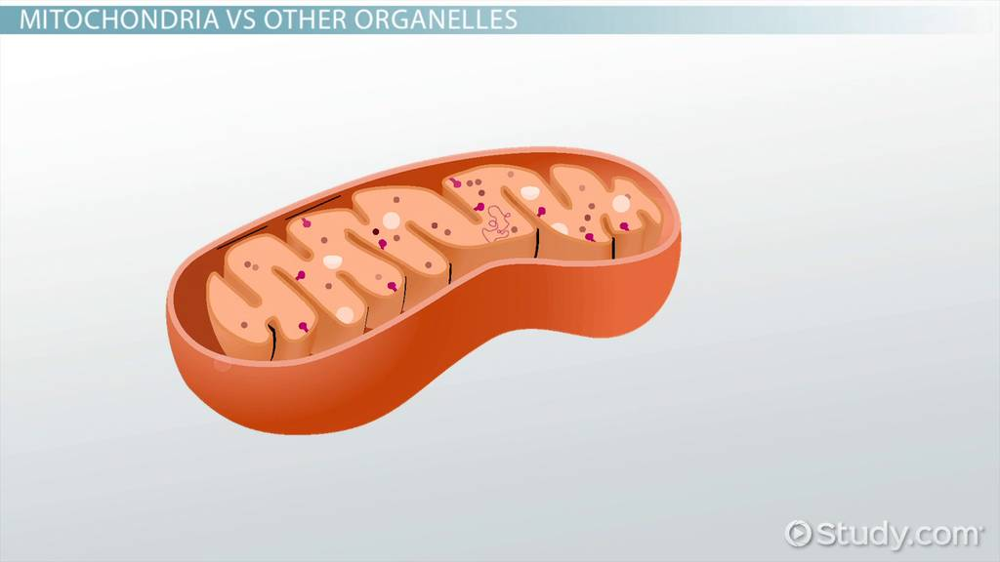 MITOCHONDRIA VS OTHER ORGANELLES
Study.com